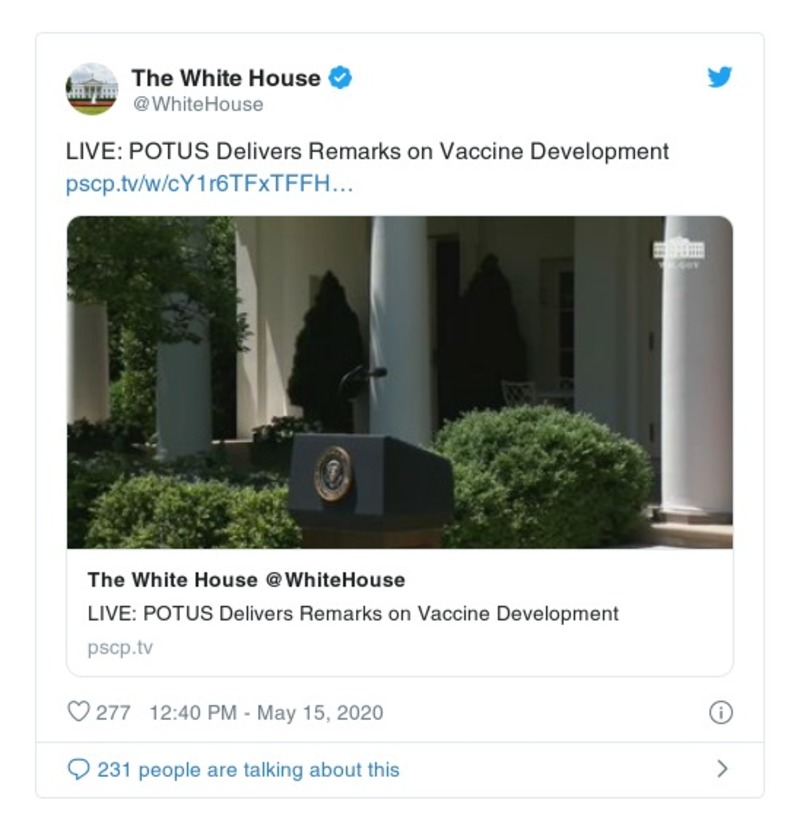 The White House
@WhiteHouse
LIVE: POTUS Delivers Remarks on Vaccine Development
pscp.tv/w/cY1r6TFxTFFH…
WH.GOV
The White House @WhiteHouse
LIVE: POTUS Delivers Remarks on Vaccine Development
pscp.tv
277 12:40 PM - May 15, 2020
231 people are talking about this